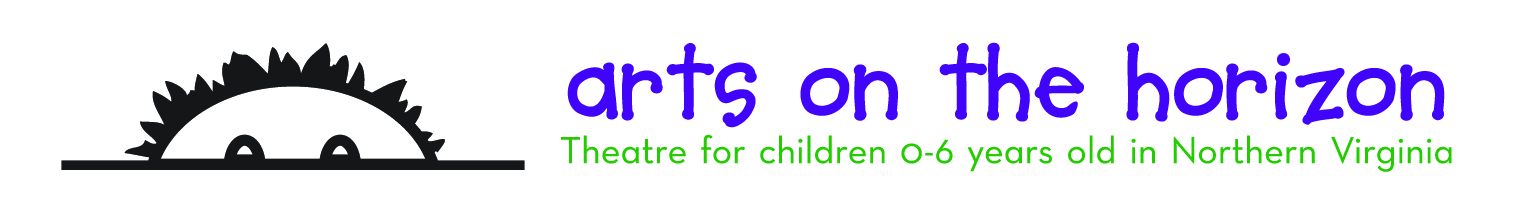 arts on the horizon
Theatre for children 0-6 years old in Northern Virginia